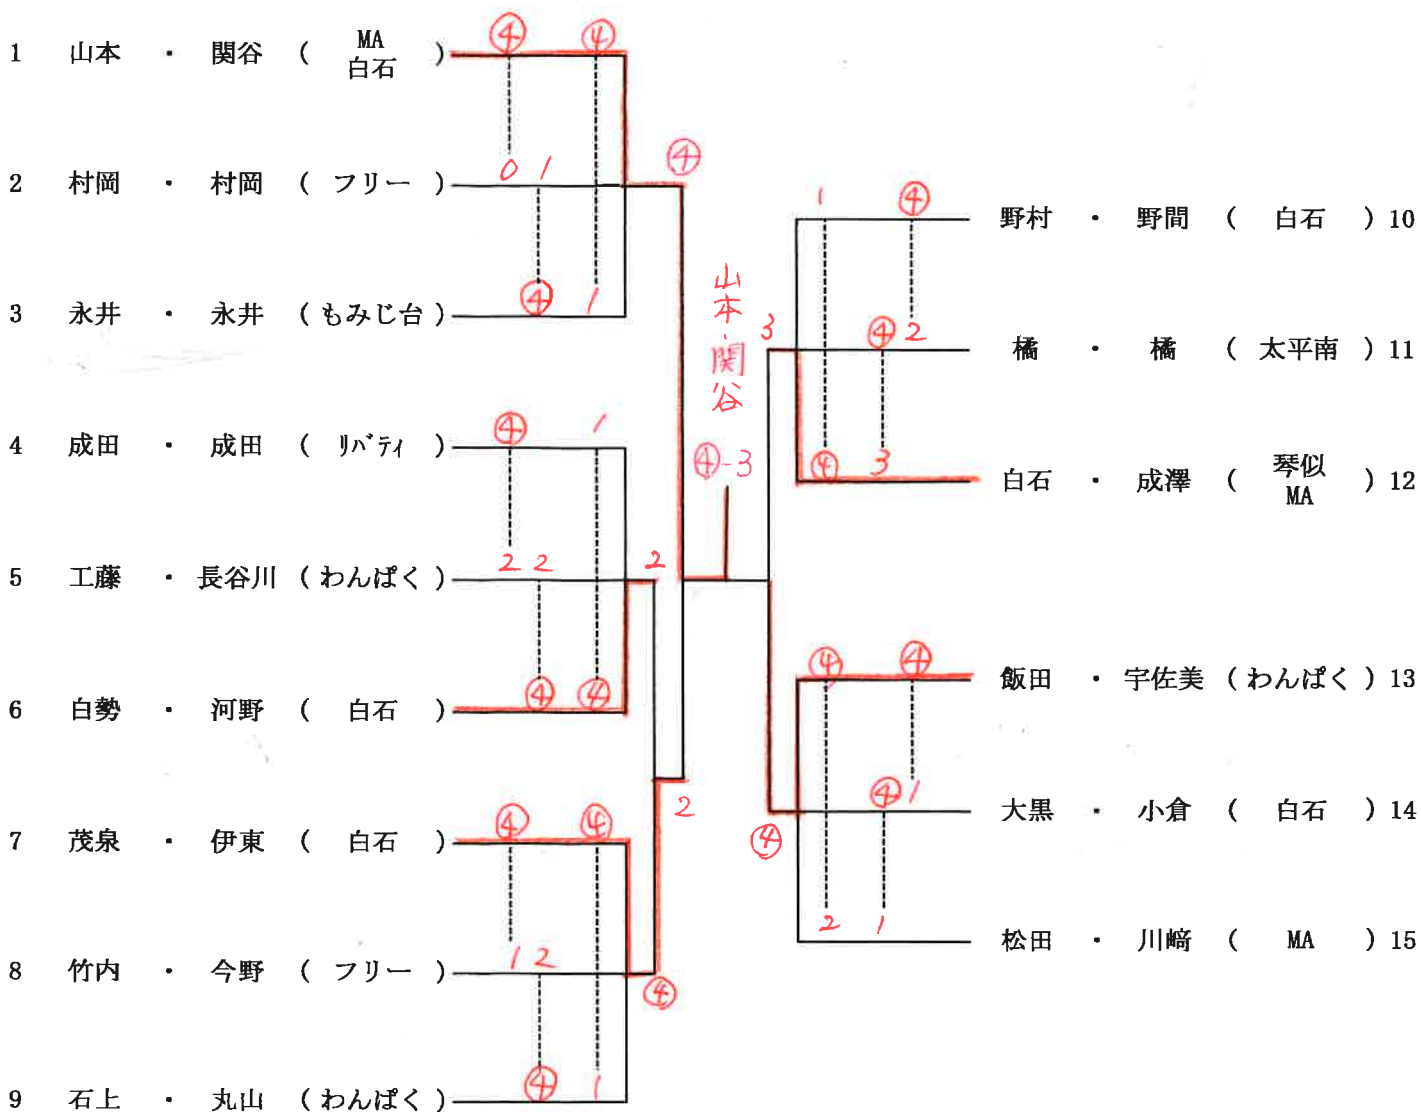 1 山本 ・ 関谷 ( MA 白石 ) ④ ④
0 1
2 村岡 ・ 村岡 ( フリー ) ④
④ 1
3 永井 ・ 永井 ( もみじ台 )
④ 1
4 成田 ・ 成田 ( リバティ )
2 2 2
5 工藤 ・ 長谷川 ( わんぱく )
④ ④
6 白勢 ・ 河野 ( 白石 )
2
④ ④
7 茂泉 ・ 伊東 ( 白石 )
1 2
8 竹内 ・ 今野 ( フリー ) ④
④ 1
9 石上 ・ 丸山 ( わんぱく )
山本・関谷
④-3
1 ④
野村 ・ 野間 ( 白石 ) 10
3 ④ 2
橘 ・ 橘 ( 太平南 ) 11
④ 3
白石 ・ 成澤 ( 琴似 MA ) 12
④ ④
飯田 ・ 宇佐美 ( わんぱく ) 13
④ 1
大黒 ・ 小倉 ( 白石 ) 14
④
2 1
松田 ・ 川﨑 ( MA ) 15